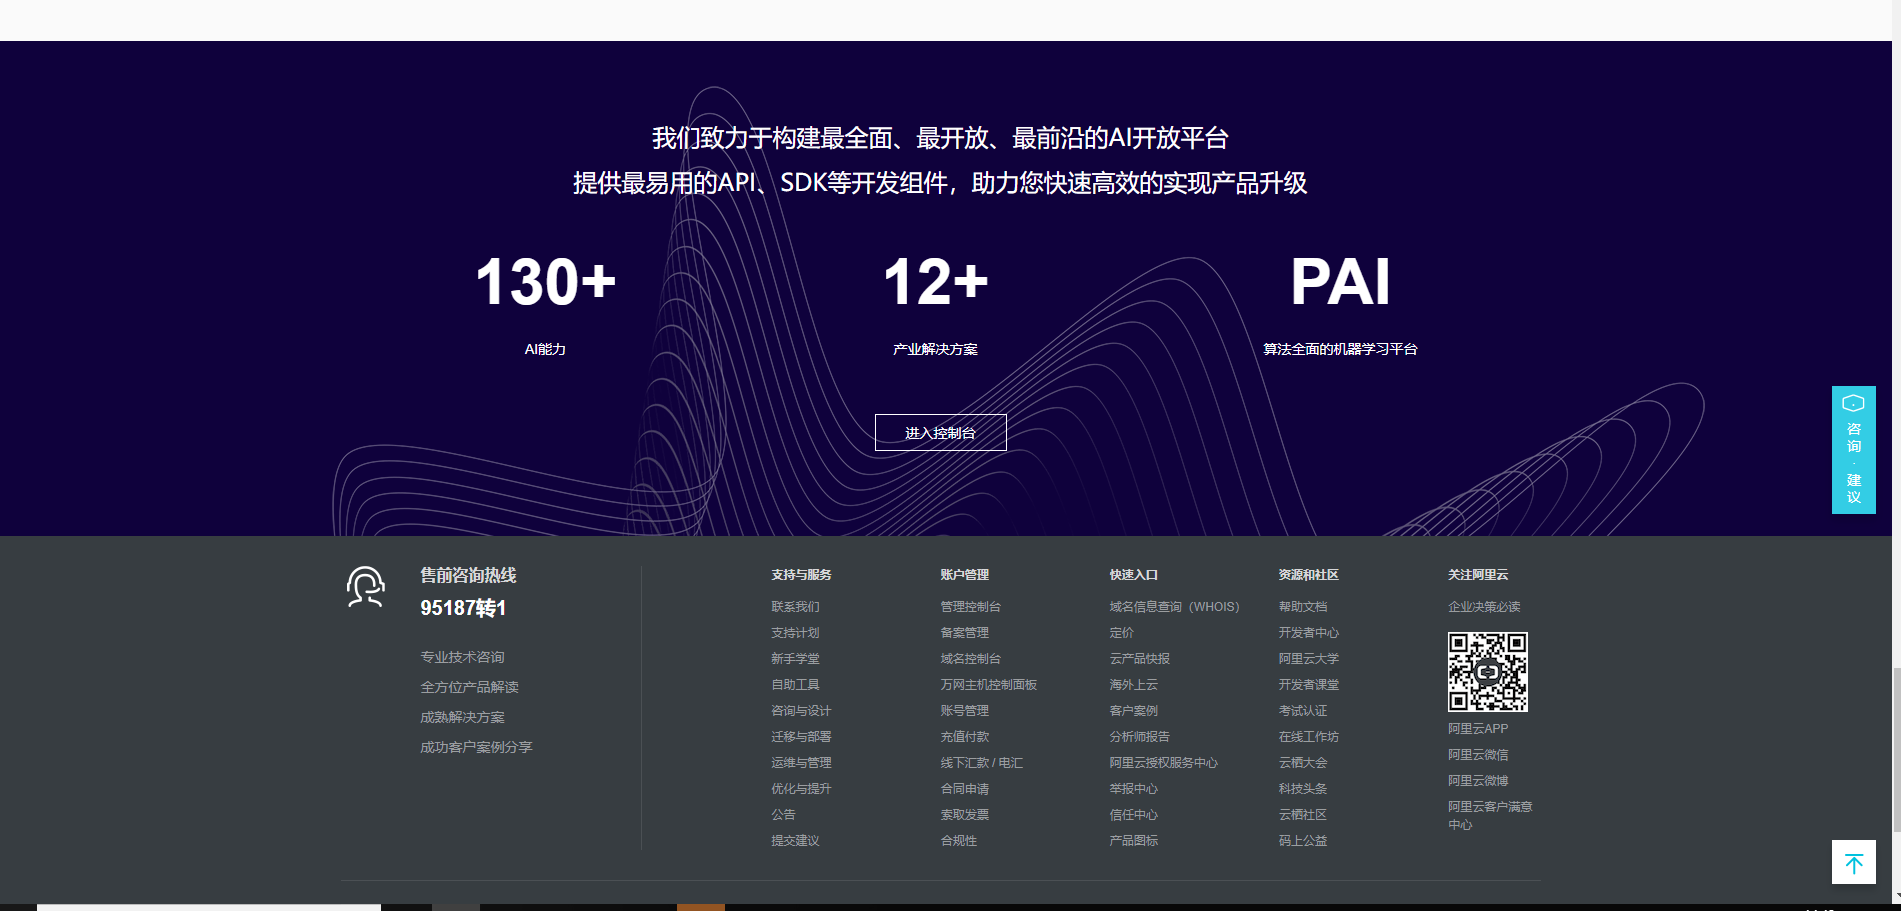 我们致力于构建最全面、最开放、最前沿的AI开放平台
提供最易用的API、SDK等开发组件，助力您快速高效的实现产品升级
130+
12+
PAI
AI能力
产业解决方案
算法全面的机器学习平台
进入控制台
咨询·建议
售前咨询热线
95187转1
专业技术咨询
全方位产品解读
成熟解决方案
成功客户案例分享
支持与服务
联系我们
支持计划
新手学堂
自助工具
咨询与设计
迁移与部署
运维与管理
优化与提升
公告
提交建议
账户管理
管理控制台
备案管理
域名控制台
万网主机控制面板
账号管理
充值付款
线下汇款 / 电汇
合同申请
索取发票
合规性
快速入口
域名信息查询（WHOIS）
定价
云产品快报
海外上云
客户案例
分析师报告
阿里云授权服务中心
举报中心
信任中心
产品图标
资源和社区
帮助文档
开发者中心
阿里云大学
开发者课堂
考试认证
在线工作坊
云栖大会
科技头条
云栖社区
码上公益
关注阿里云
企业决策必读
阿里云APP
阿里云微信
阿里云微博
阿里云客户满意
中心